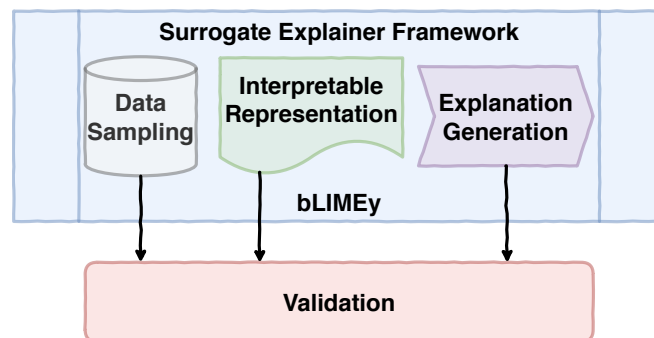 Surrogate Explainer Framework
Data
Sampling
Interpretable
Representation
Explanation
Generation
bLIMEy
Validation